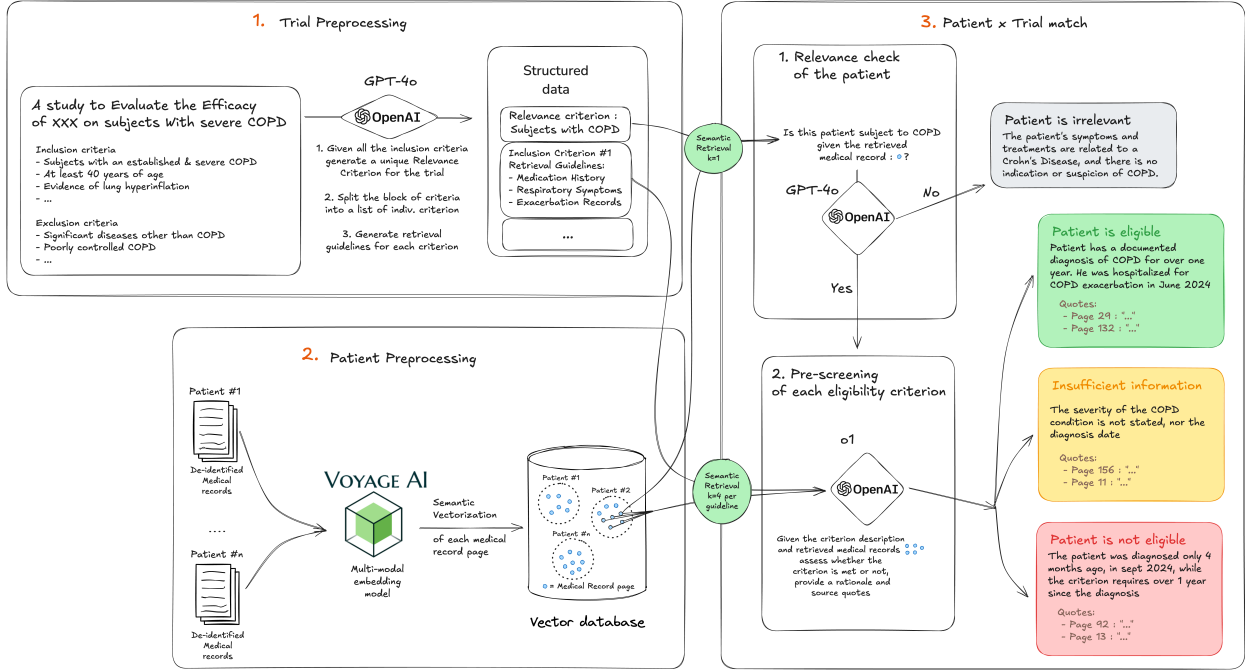 1. Trial Preprocessing
A study to Evaluate the Efficacy
of XXX on subjects With severe COPD
Inclusion criteria
- Subjects with an established & severe COPD
- At least 40 years of age
- Evidence of lung hyperinflation
- ...
Exclusion criteria
- Significant diseases other than COPD
- Poorly controlled COPD
- ...
GPT-4o
OpenAI
1. Given all the inclusion criteria
generate a unique Relevance
Criterion for the trial
2. Split the block of criteria
into a list of indiv. criterion
3. Generate retrieval
guidelines for each criterion
Structured
data
Relevance criterion :
Subjects with COPD
Inclusion Criterion #1
Retrieval Guidelines:
- Medication History
- Respiratory Symptoms
- Exacerbation Records
...
2. Patient Preprocessing
Patient #1
De-identified
Medical
records
....
Patient #n
De-identified
Medical
records
VOYAGE AI
Multi-modal
embedding
model
Semantic
Vectorization
of each medical
record page
Patient #1
Patient #2
Patient #n
= Medical Record page
Vector database
Semantic
Retrieval
k=1
Semantic
Retrieval
k=4 per
guideline
3. Patient x Trial match
1. Relevance check
of the patient
Is this patient subject to COPD
given the retrieved
medical record : ?
GPT-4o
OpenAI
No
Yes
2. Pre-screening
of each eligibility criterion
o1
OpenAI
Given the criterion description
and retrieved medical records
assess whether the
criterion is met or not,
provide a rationale and
source quotes
Patient is irrelevant
The patient's symptoms and
treatments are related to a
Crohn's Disease, and there is no
indication or suspicion of COPD.
Patient is eligible
Patient has a documented
diagnosis of COPD for over one
year. He was hospitalized for
COPD exacerbation in June 2024
Quotes:
- Page 29 : "..."
- Page 132 : "..."
Insufficient information
The severity of the COPD
condition is not stated, nor the
diagnosis date
Quotes:
- Page 156 : "..."
- Page 11 : "..."
Patient is not eligible
The patient was diagnosed only 4
months ago, in sept 2024, while
the criterion requires over 1 year
since the diagnosis
Quotes:
- Page 92 : "..."
- Page 13 : "..."